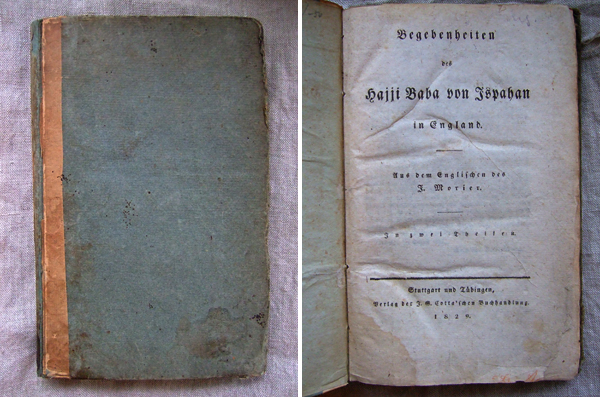 Begebenheiten
des
Hajji Baba von Ispahan
in England.
Aus dem Englischen des
J. Morier.
In zwei Theilen.
Stuttgart und Tübingen,
Verlag der J. G. Cotta'schen Buchhandlung.